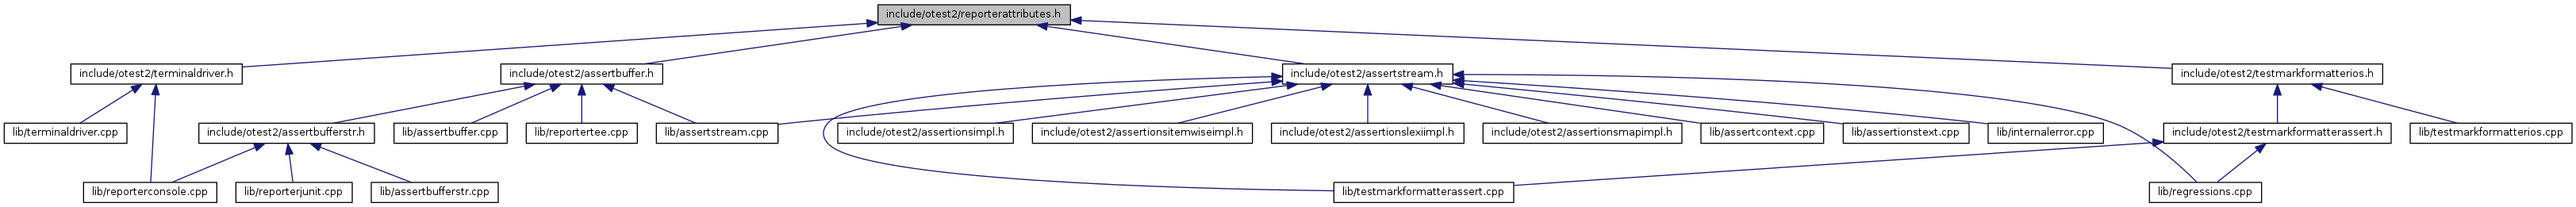 include/otest2/reporterattributes.h
include/otest2/terminaldriver.h
include/otest2/assertbuffer.h
include/otest2/assertstream.h
include/otest2/testmarkformatterios.h
lib/terminaldriver.cpp
include/otest2/assertbufferstr.h
lib/assertbuffer.cpp
lib/reportertee.cpp
lib/assertstream.cpp
include/otest2/assertionsimpl.h
include/otest2/assertionsitemwiseimpl.h
include/otest2/assertionslexiimpl.h
include/otest2/assertionsmapimpl.h
lib/assertcontext.cpp
lib/assertionstext.cpp
lib/internalerror.cpp
include/otest2/testmarkformatterassert.h
lib/testmarkformatterios.cpp
lib/reporterconsole.cpp
lib/reporterjunit.cpp
lib/assertbufferstr.cpp
lib/testmarkformatterassert.cpp
lib/regressions.cpp